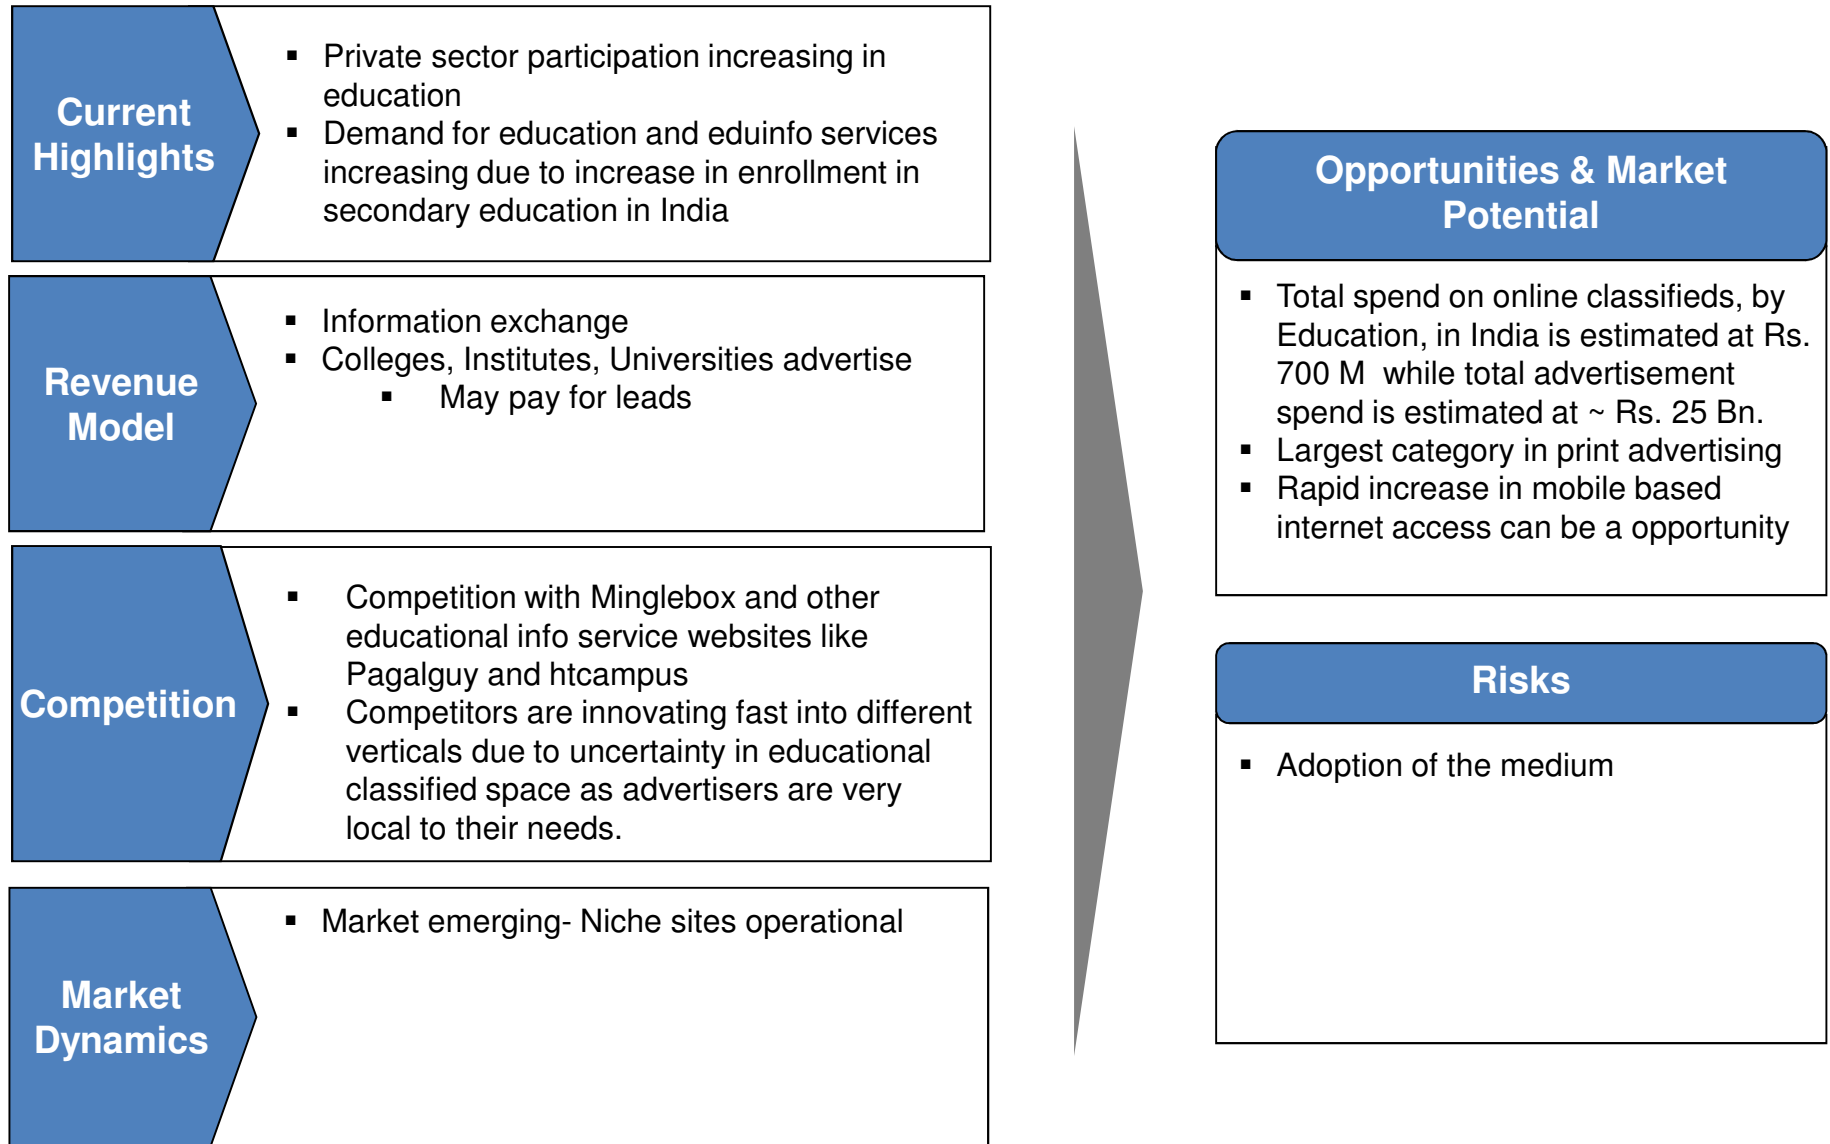 Current
Highlights
▪ Private sector participation increasing in
education
▪ Demand for education and eduinfo services
increasing due to increase in enrollment in
secondary education in India
Revenue
Model
▪ Information exchange
▪ Colleges, Institutes, Universities advertise
▪ May pay for leads
Competition
▪ Competition with Minglebox and other
educational info service websites like
Pagalguy and htcampus
▪ Competitors are innovating fast into different
verticals due to uncertainty in educational
classified space as advertisers are very
local to their needs.
Market
Dynamics
▪ Market emerging- Niche sites operational
Opportunities & Market
Potential
▪ Total spend on online classifieds, by
Education, in India is estimated at Rs.
700 M  while total advertisement
spend is estimated at ~ Rs. 25 Bn.
▪ Largest category in print advertising
▪ Rapid increase in mobile based
internet access can be a opportunity
Risks
▪ Adoption of the medium